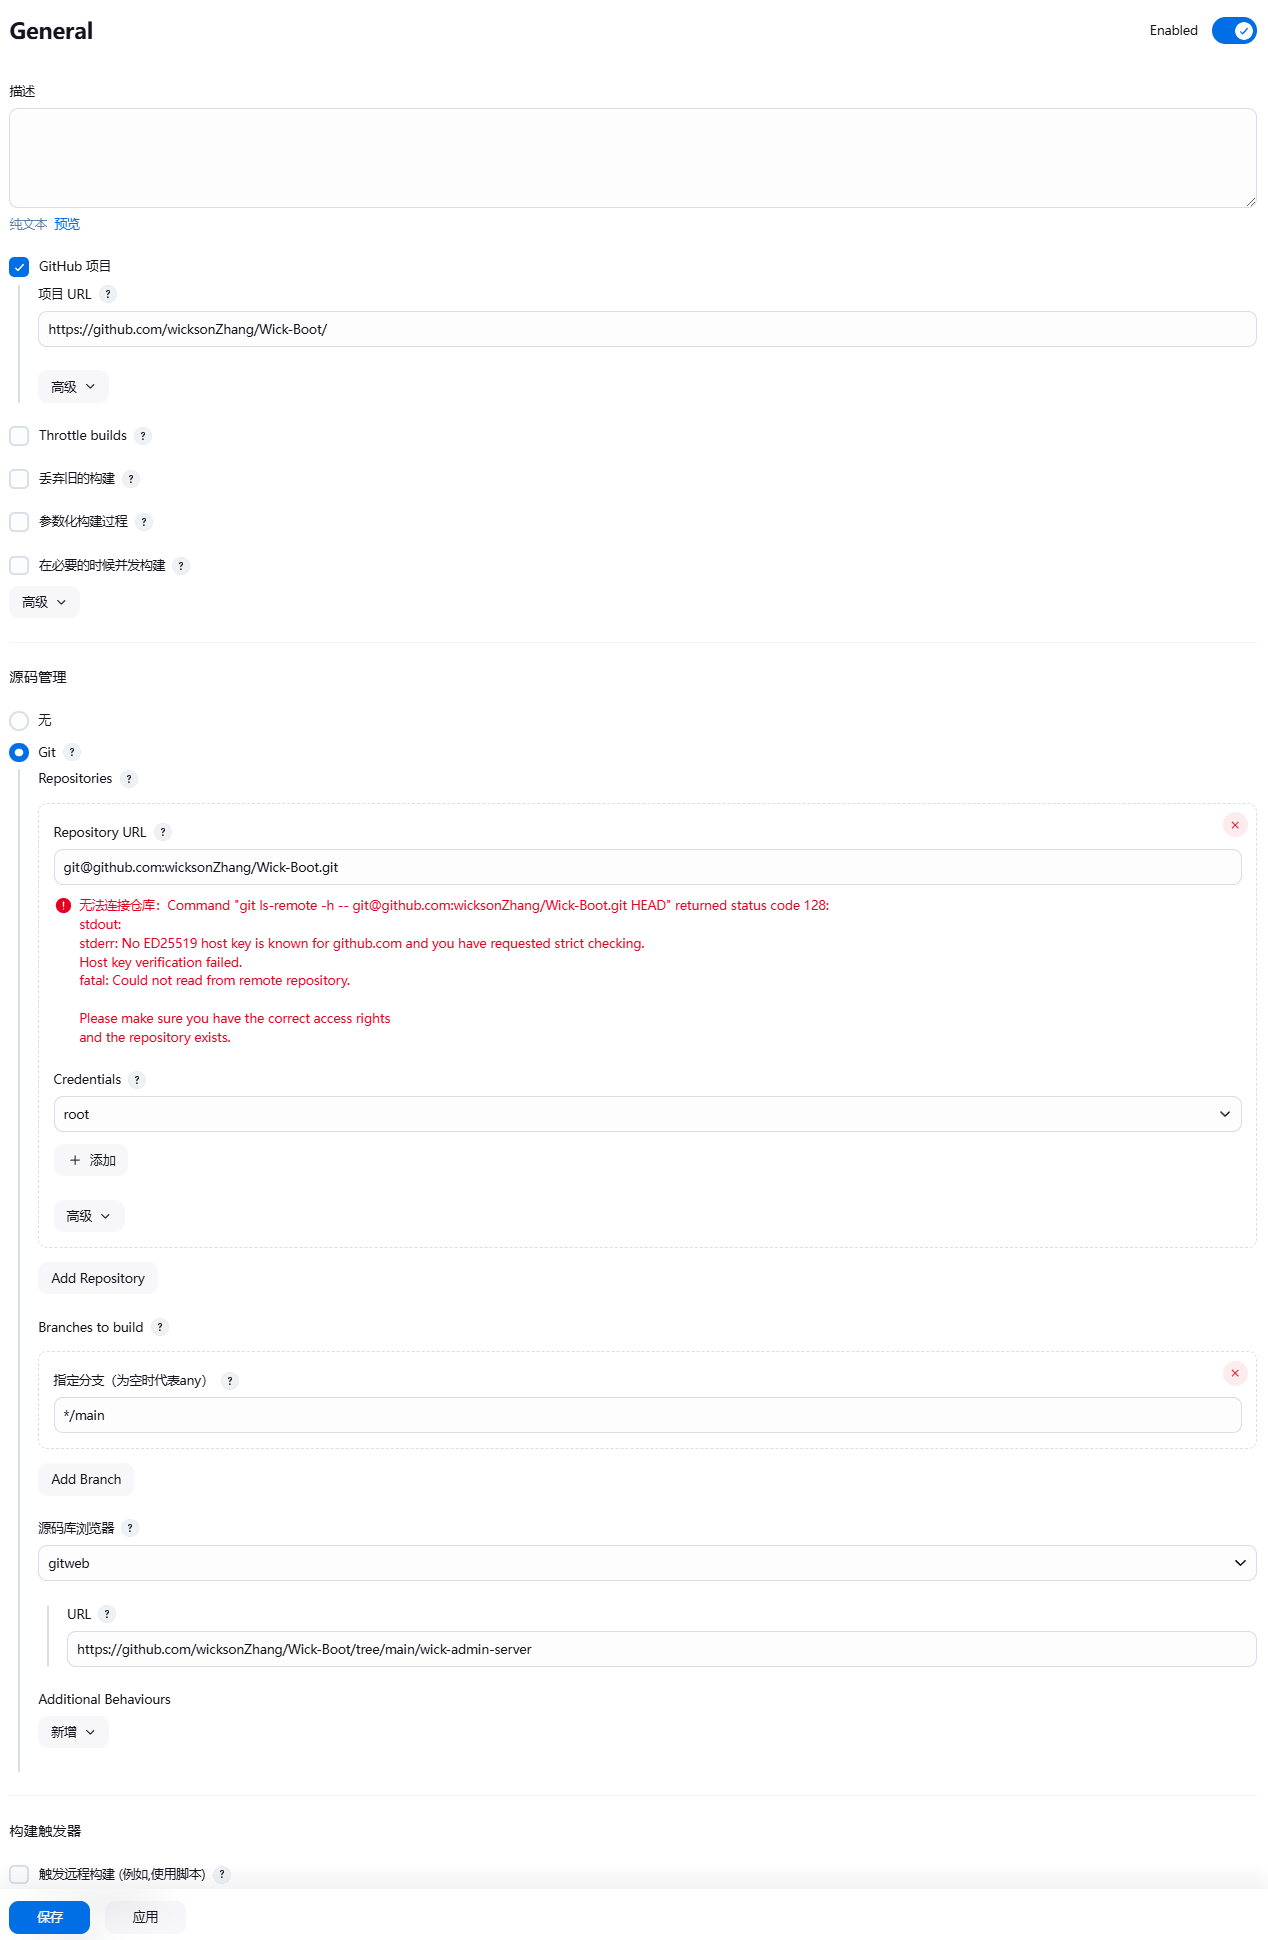 General
Enabled
描述
纯文本 预览
GitHub 项目
项目 URL ?
https://github.com/wicksonZhang/Wick-Boot/
高级
Throttle builds ?
丢弃旧的构建 ?
参数化构建过程 ?
在必要的时候并发构建 ?
高级
源码管理
无
Git ?
Repositories ?
Repository URL ?
git@github.com:wicksonZhang/Wick-Boot.git
无法连接仓库：Command "git ls-remote -h -- git@github.com:wicksonZhang/Wick-Boot.git HEAD" returned status code 128:
stdout:
stderr: No ED25519 host key is known for github.com and you have requested strict checking.
Host key verification failed.
fatal: Could not read from remote repository.
Please make sure you have the correct access rights
and the repository exists.
Credentials ?
root
添加
高级
Add Repository
Branches to build ?
指定分支（为空时代表any） ?
*/main
Add Branch
源码库浏览器 ?
gitweb
URL ?
https://github.com/wicksonZhang/Wick-Boot/tree/main/wick-admin-server
Additional Behaviours
新增
构建触发器
触发远程构建 (例如,使用脚本) ?
保存 应用